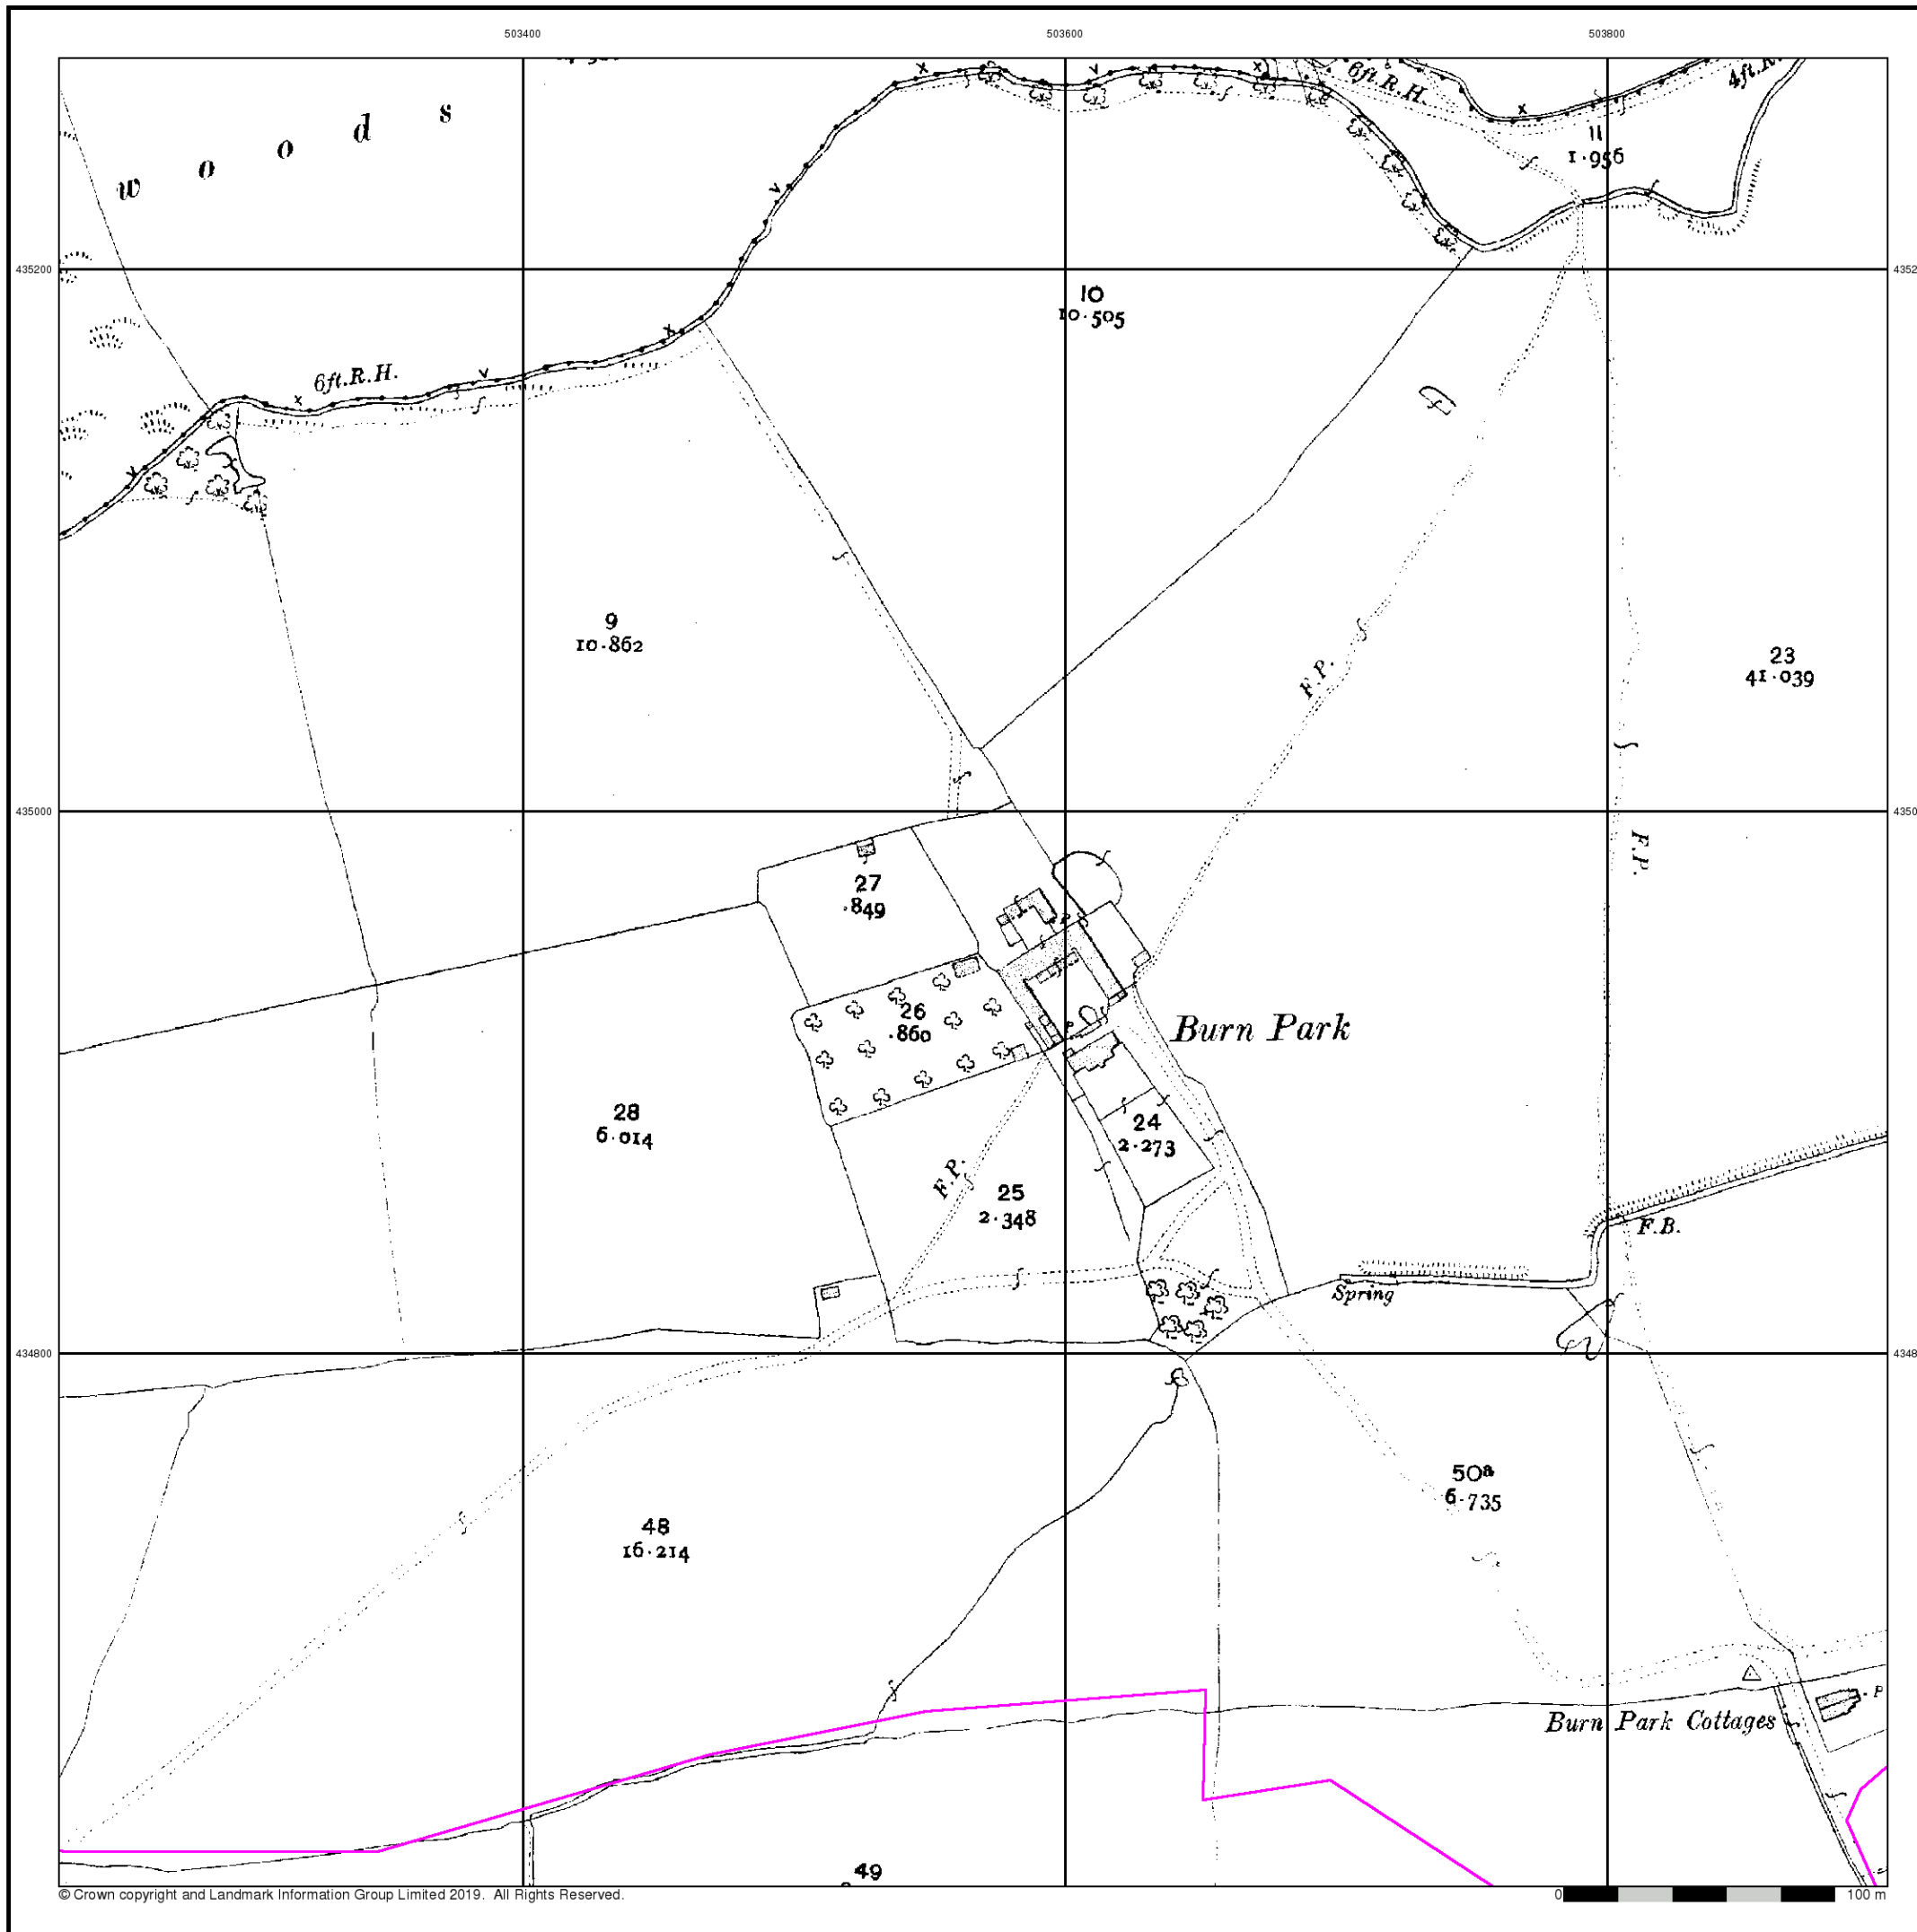 503400 503600 503800
w o o d s
6ft.R.H.
4ft.R.
11
1.956
435200
10
10.505
6ft.R.H.
9
10.862
F.P.
23
41.039
435000
F.P.
27
.849
26
.860
Burn Park
28
6.014
24
2.273
F.P.
25
2.348
F.B.
Spring
434800
50a
6.735
48
16.214
Burn Park Cottages
P
49
© Crown copyright and Landmark Information Group Limited 2019. All Rights Reserved.
0 100 m